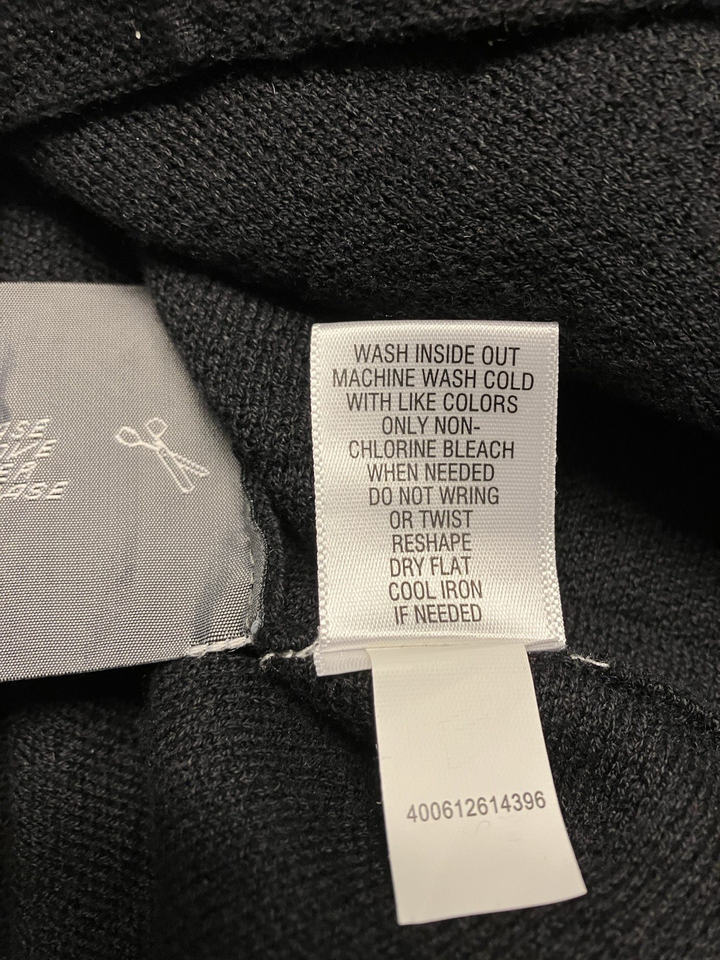 WASH INSIDE OUT
MACHINE WASH COLD
WITH LIKE COLORS
ONLY NON-
CHLORINE BLEACH
WHEN NEEDED
DO NOT WRING
OR TWIST
RESHAPE
DRY FLAT
COOL IRON
IF NEEDED
400612614396